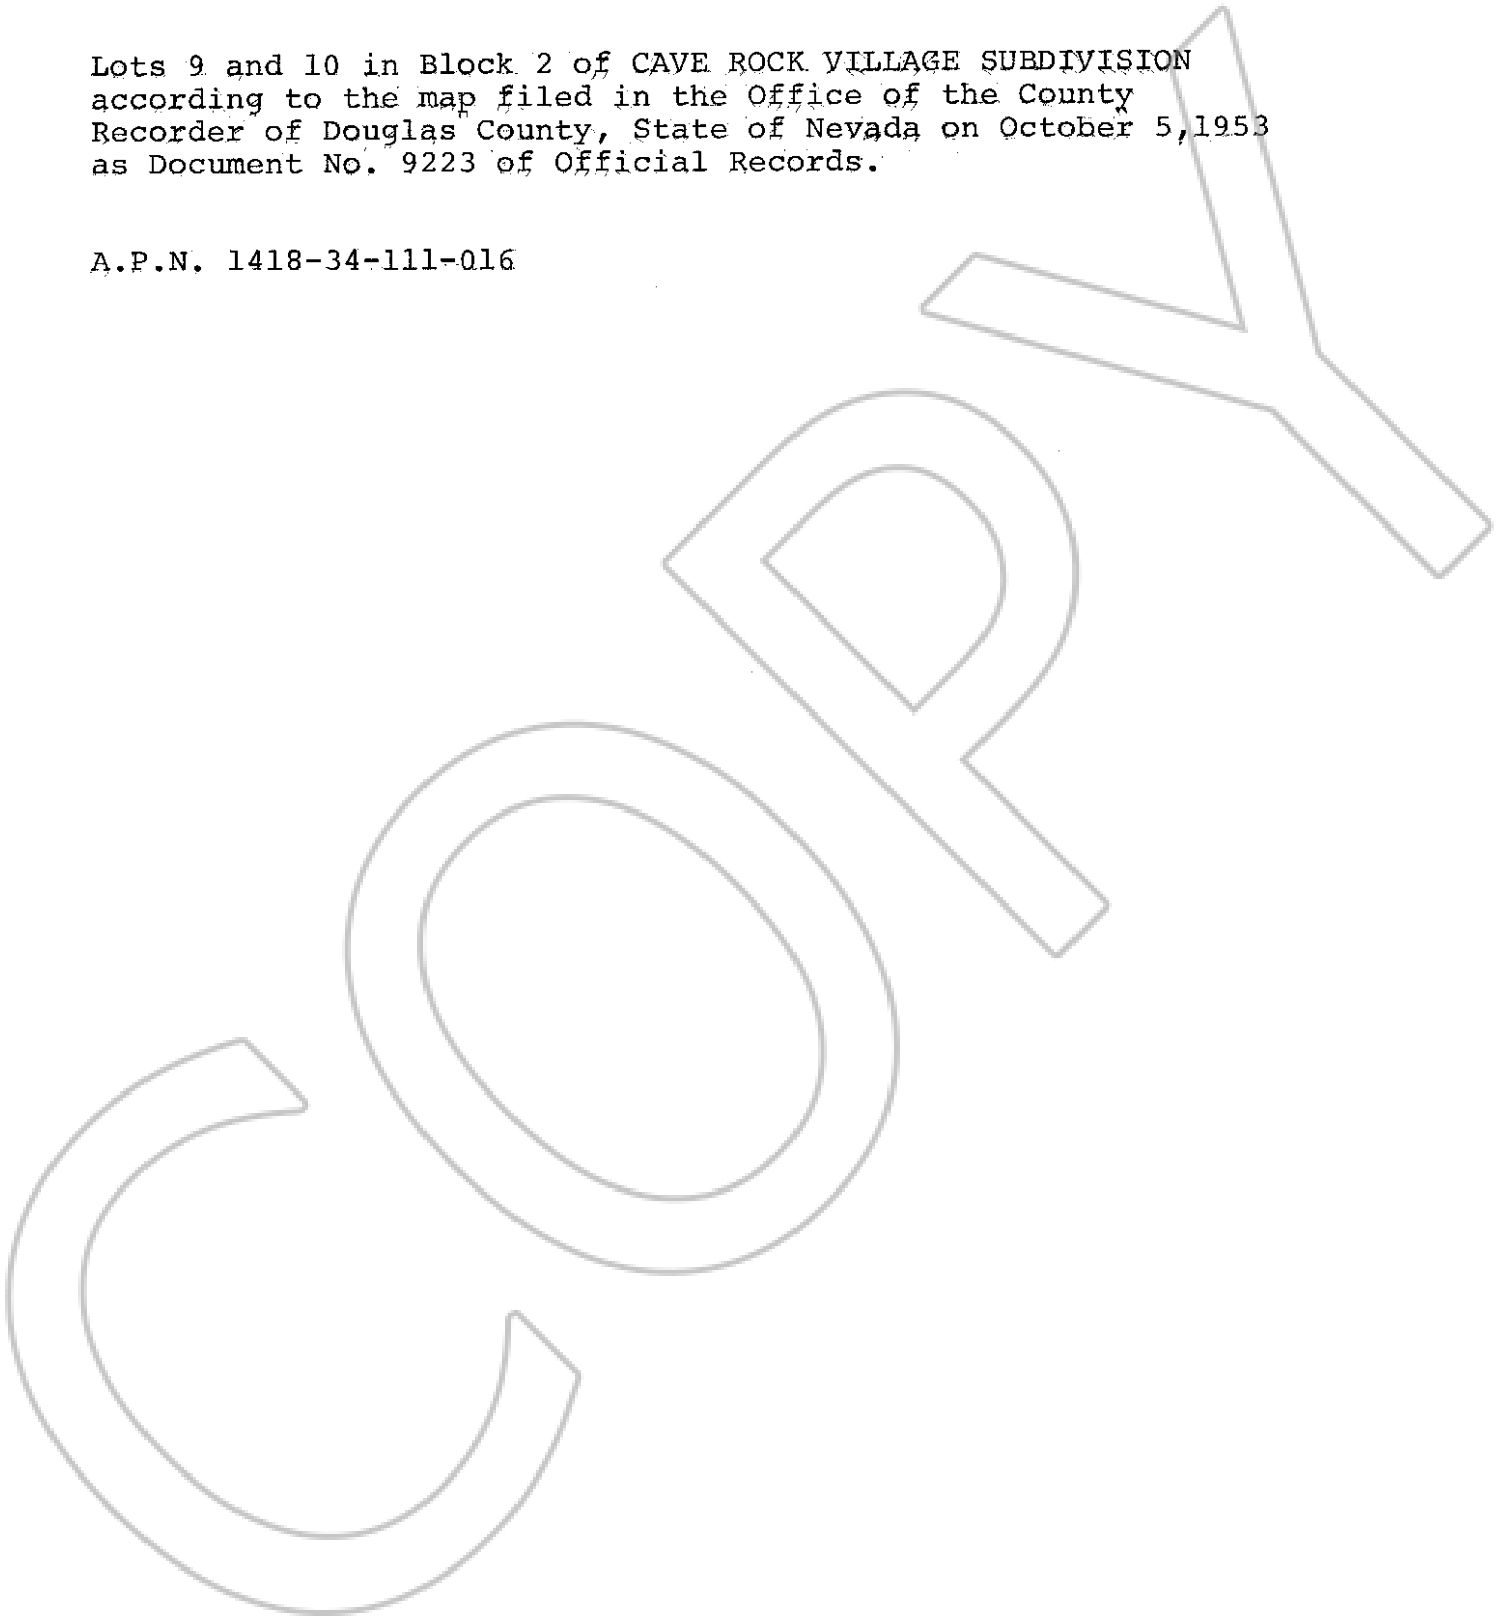 Lots 9 and 10 in Block 2 of CAVE ROCK VILLAGE SUBDIVISION
according to the map filed in the Office of the County
Recorder of Douglas County, State of Nevada on October 5,1953
as Document No. 9223 of Official Records.
A.P.N. 1418-34-111-016
COPY